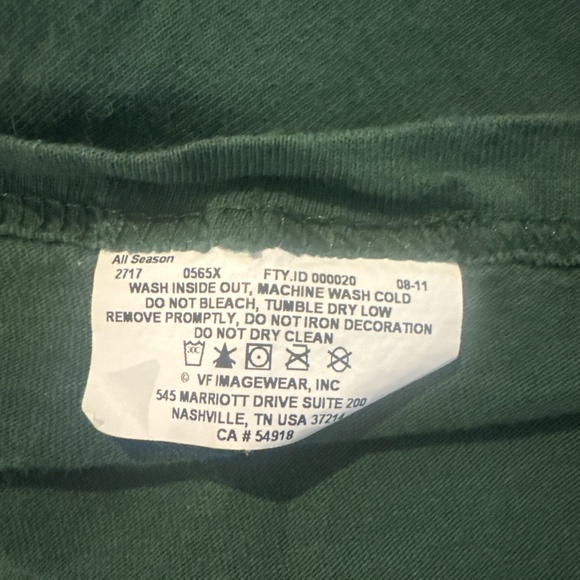 All Season
2717 0565X FTY.ID 000020 08-11
WASH INSIDE OUT, MACHINE WASH COLD
DO NOT BLEACH, TUMBLE DRY LOW
REMOVE PROMPTLY, DO NOT IRON DECORATION
DO NOT DRY CLEAN
30C
© VF IMAGEWEAR, INC
545 MARRIOTT DRIVE SUITE 200
NASHVILLE, TN USA 37214
CA # 54918